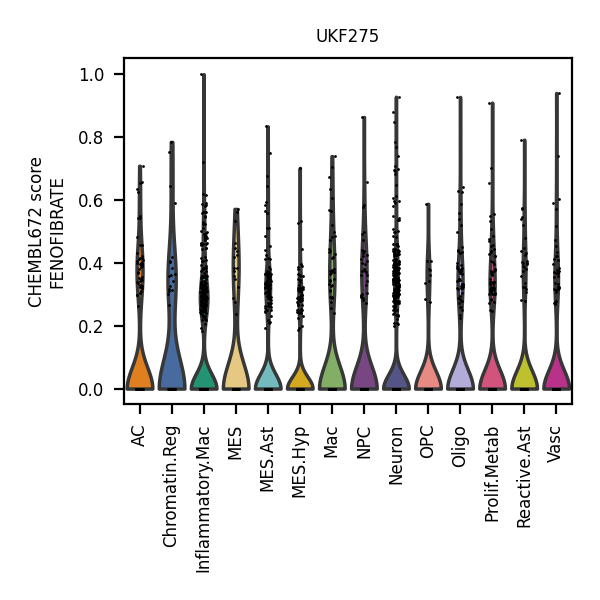 UKF275
CHEMBL672 score
FENOFIBRATE
1.0
0.8
0.6
0.4
0.2
0.0
AC
Chromatin.Reg
Inflammatory.Mac
MES
MES.Ast
MES.Hyp
Mac
NPC
Neuron
OPC
Oligo
Prolif.Metab
Reactive.Ast
Vasc